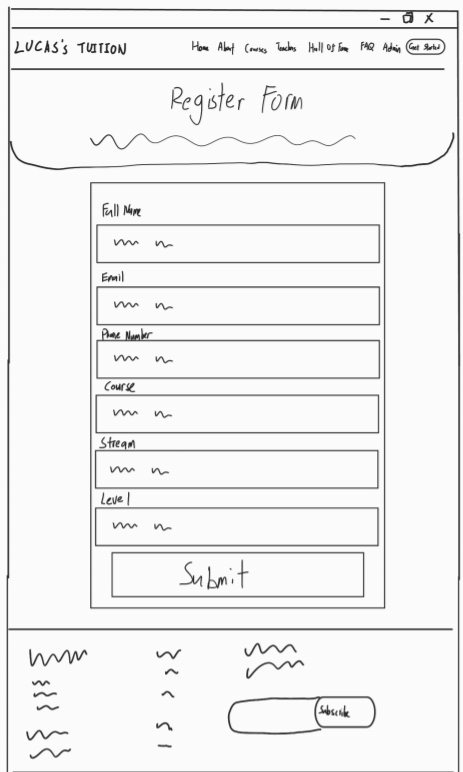 LUCAS's TUITION Home About Courses Teachers Hall Of Fame FAQ Admin Get Started
Register Form
Full Name
Email
Phone Number
Course
Stream
Level
Submit
Subscribe